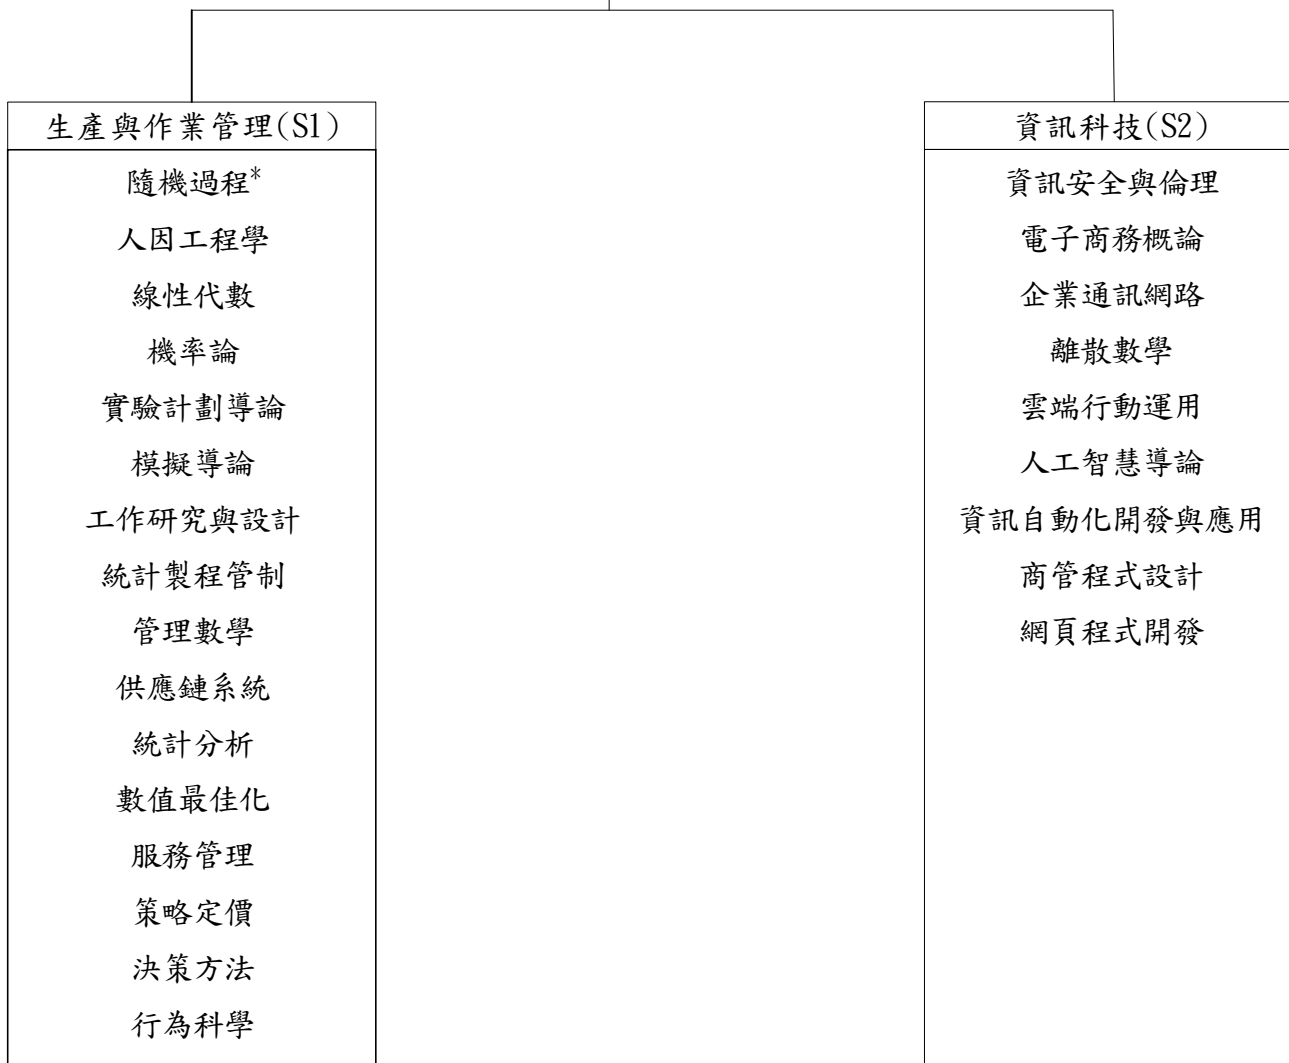 生產與作業管理(S1)
隨機過程*
人因工程學
線性代數
機率論
實驗計劃導論
模擬導論
工作研究與設計
統計製程管制
管理數學
供應鏈系統
統計分析
數值最佳化
服務管理
策略定價
決策方法
行為科學
資訊科技(S2)
資訊安全與倫理
電子商務概論
企業通訊網路
離散數學
雲端行動運用
人工智慧導論
資訊自動化開發與應用
商管程式設計
網頁程式開發